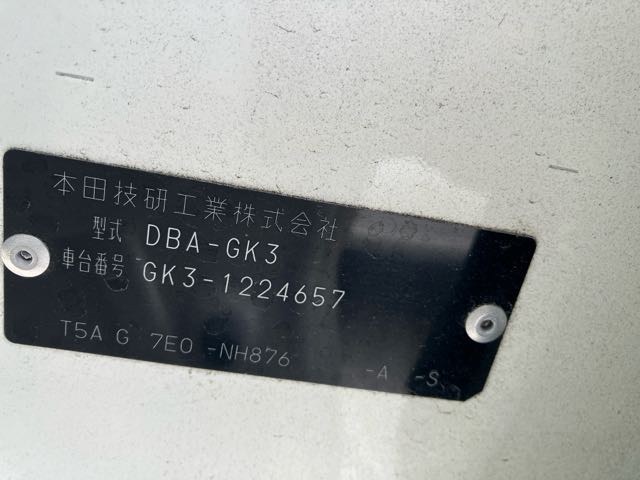 本田技研工業株式会社
型式 DBA-GK3
車台番号 GK3-1224657
T5A G 7E0 -NH876 -A -S